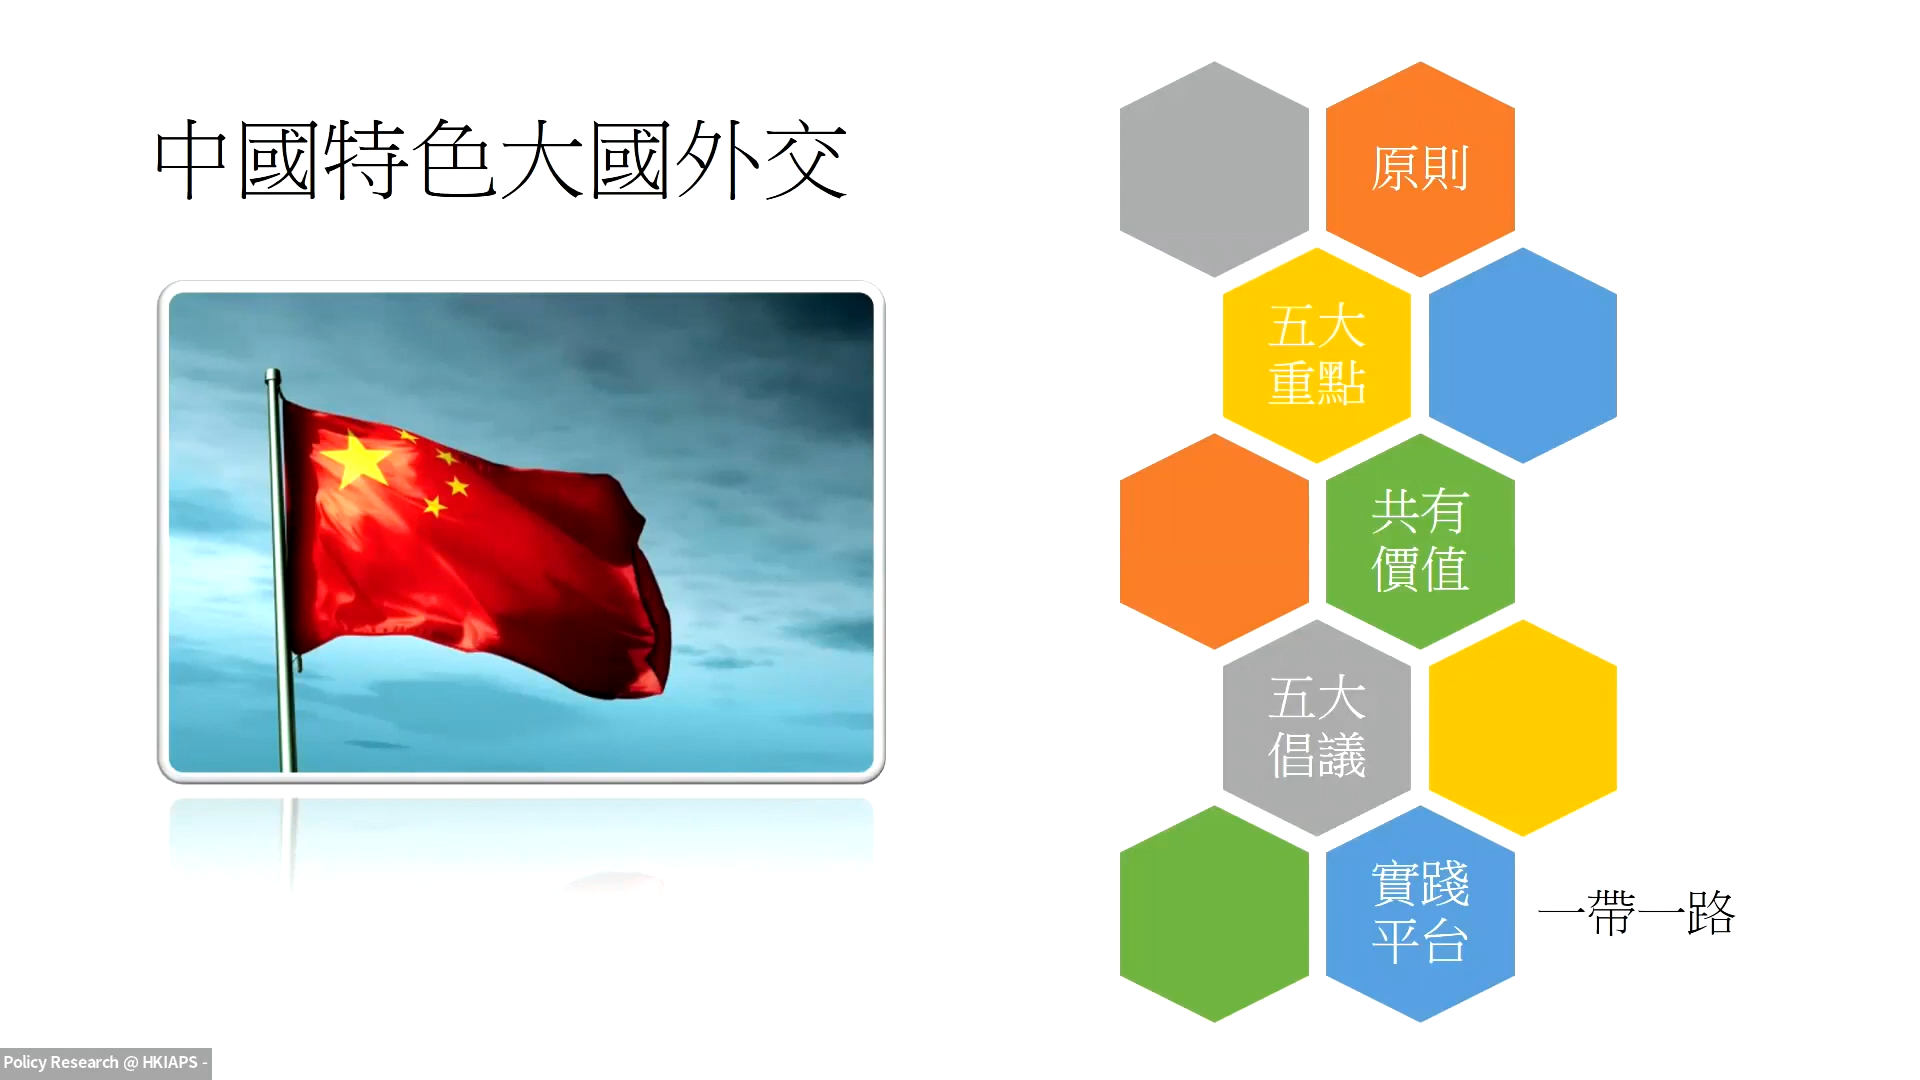 中國特色大國外交
原則
五大
重點
共有
價值
五大
倡議
實踐
平台
一帶一路
Policy Research @ HKIAPS -